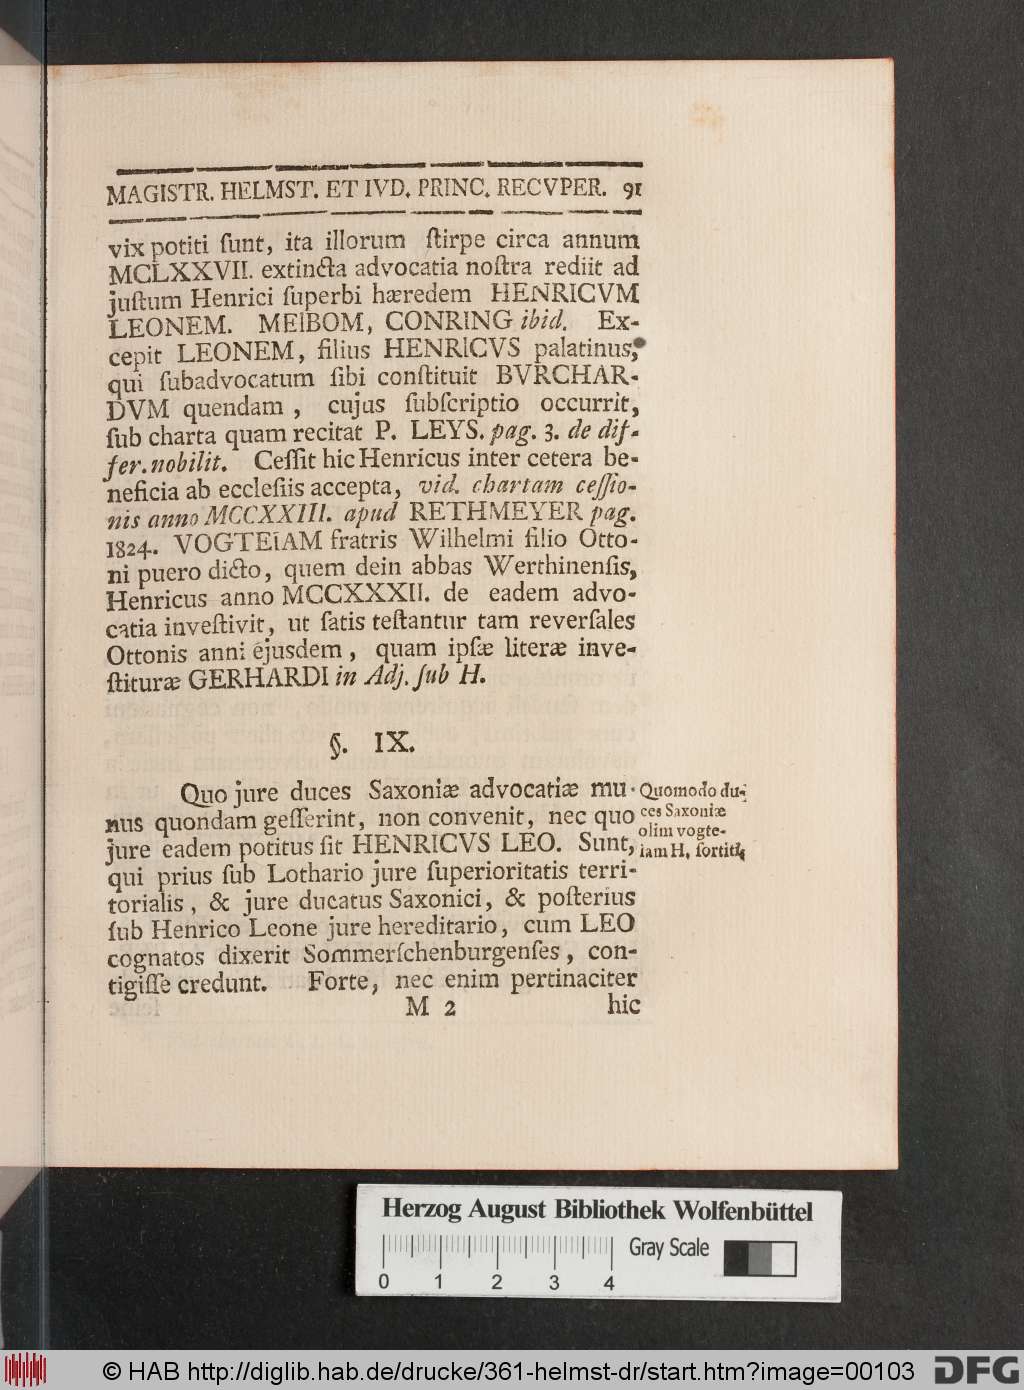 MAGISTR. HELMST. ET IVD. PRINC. RECVPER. 91
vix potiti ſunt, ita illorum ſtirpe circa annum
MCLXXVII. extincta advocatia noſtra rediit ad
juſtum Henrici ſuperbi hæredem HENRICVM
LEONEM. MEIBOM, CONRING ibid. Ex-
cepit LEONEM, filius HENRICVS palatinus,
qui ſubadvocatum ſibi conſtituit BVRCHAR-
DVM quendam, cujus ſubſcriptio occurrit,
ſub charta quam recitat P. LEYS. pag. 3. de dif-
fer. nobilit. Ceſſit hic Henricus inter cetera be-
neficia ab eccleſiis accepta, vid. chartam ceſſio-
nis anno MCCXXIII. apud RETHMEYER pag.
1824. VOGTEIAM fratris Wilhelmi filio Otto-
ni puero dicto, quem dein abbas Werthinenſis,
Henricus anno MCCXXXII. de eadem advo-
catia inveſtivit, ut ſatis teſtantur tam reverſales
Ottonis anni ejusdem, quam ipſæ literæ inve-
ſtituræ GERHARDI in Adj. ſub H.
§. IX.
Quo jure duces Saxoniæ advocatiæ mu-
nus quondam geſſerint, non convenit, nec quo
jure eadem potitus ſit HENRICVS LEO. Sunt,
qui prius ſub Lothario jure ſuperioritatis terri-
torialis, & jure ducatus Saxonici, & poſterius
ſub Henrico Leone jure hereditario, cum LEO
cognatos dixerit Sommerſchenburgenſes, con-
tigiſſe credunt. Forte, nec enim pertinaciter
M 2 hic
Quomodo du-
ces Saxoniæ
olim vogte-
iam H. ſortiti.
Herzog August Bibliothek Wolfenbüttel
Gray Scale
0 1 2 3 4
© HAB http://diglib.hab.de/drucke/361-helmst-dr/start.htm?image=00103
DFG